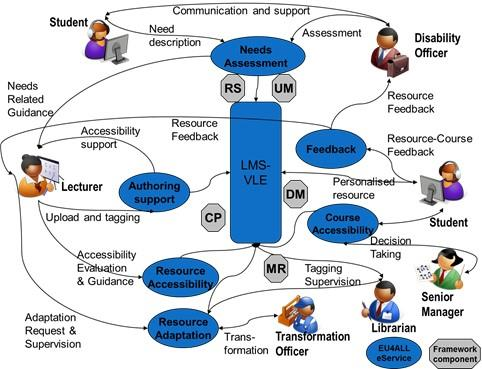 Communication and support
Student
Need
description
Assessment
Disability
Officer
Needs
Assessment
RS
UM
Needs
Related
Guidance
Accessibility
support
Resource
Feedback
Resource
Feedback
Resource-Course
Feedback
Feedback
LMS-
VLE
Lecturer
Authoring
support
Personalised
resource
DM
Student
Upload and tagging
CP
Course
Accessibility
Decision
Taking
Accessibility
Evaluation
& Guidance
Resource
Accessibility
MR
Tagging
Supervision
Senior
Manager
Adaptation
Request &
Supervision
Resource
Adaptation
Trans-
formation
Transformation
Officer
Librarian
EU4ALL
eService
Framework
component